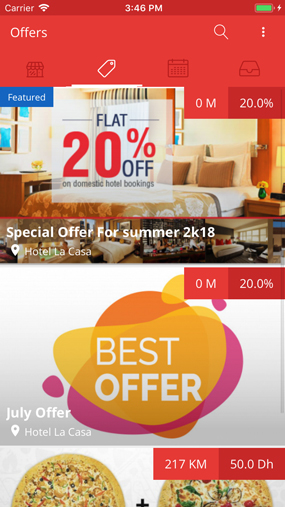 Carrier 3:46 PM
Offers
Featured
0 M 20.0%
FLAT
20%
OFF
on domestic hotel bookings
Special Offer For summer 2k18
Hotel La Casa
0 M 20.0%
BEST
OFFER
July Offer
Hotel La Casa
217 KM 50.0 Dh
+